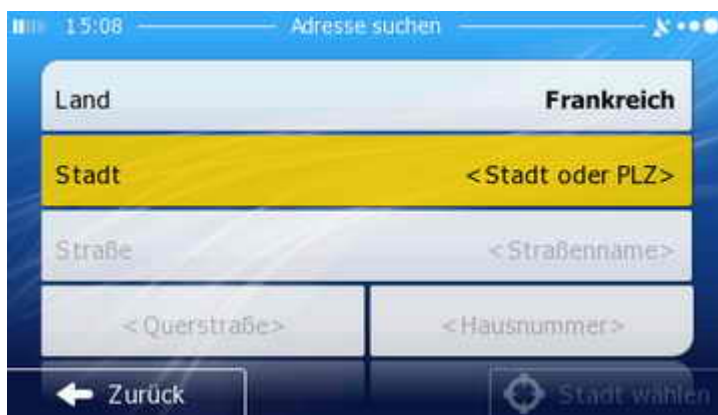 15:08 Adresse suchen
Land Frankreich
Stadt <Stadt oder PLZ>
Straße <Straßenname>
<Querstraße> <Hausnummer>
Zurück Stadt wählen